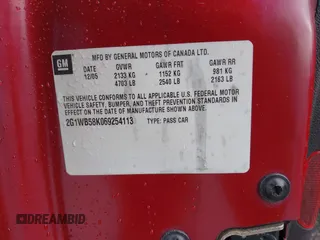 GM
MFD BY GENERAL MOTORS OF CANADA LTD.
DATE GVWR GAWR FRT GAWR RR
12/05 2133 KG 1152 KG 981 KG
4703 LB 2540 LB 2163 LB
THIS VEHICLE CONFORMS TO ALL APPLICABLE U.S. FEDERAL MOTOR
VEHICLE SAFETY, BUMPER, AND THEFT PREVENTION STANDARDS
IN EFFECT ON THE DATE OF MANUFACTURE SHOWN ABOVE.
2G1WB58K069254113 TYPE: PASS CAR
DREAMBID